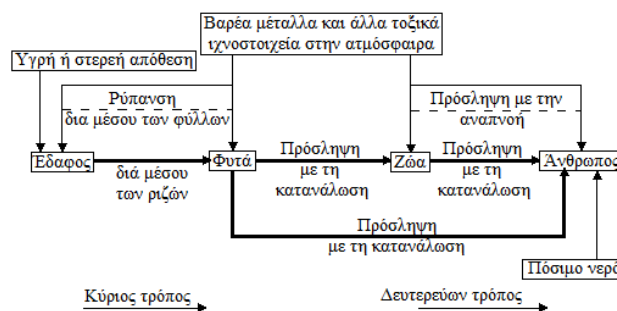 Βαρέα μέταλλα και άλλα τοξικά
ιχνοστοιχεία στην ατμόσφαιρα
Υγρή ή στερεή απόθεση
Ρύπανση
δια μέσου των φύλλων
Πρόσληψη με την
αναπνοή
Έδαφος
διά μέσου
των ριζών
Φυτά
Πρόσληψη
με τη
κατανάλωση
Ζώα
Πρόσληψη
με τη
κατανάλωση
Άνθρωπος
Πρόσληψη
με τη κατανάλωση
Πόσιμο νερό
Κύριος τρόπος
Δευτερεύων τρόπος